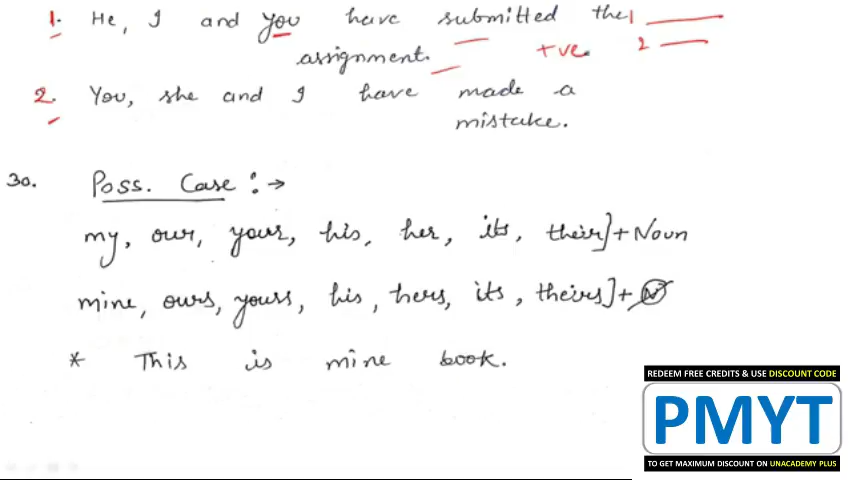 1. He, I and you have submitted the 1
assignment. +ve. 2
2. You, she and I have made a
mistake.
30. Poss. Case :→
my, our, your, his, her, its, their] + Noun
mine, ours, yours, his, hers, its, theirs] + N
* This is mine book.
REDEEM FREE CREDITS & USE DISCOUNT CODE
PMYT
TO GET MAXIMUM DISCOUNT ON UNACADEMY PLUS